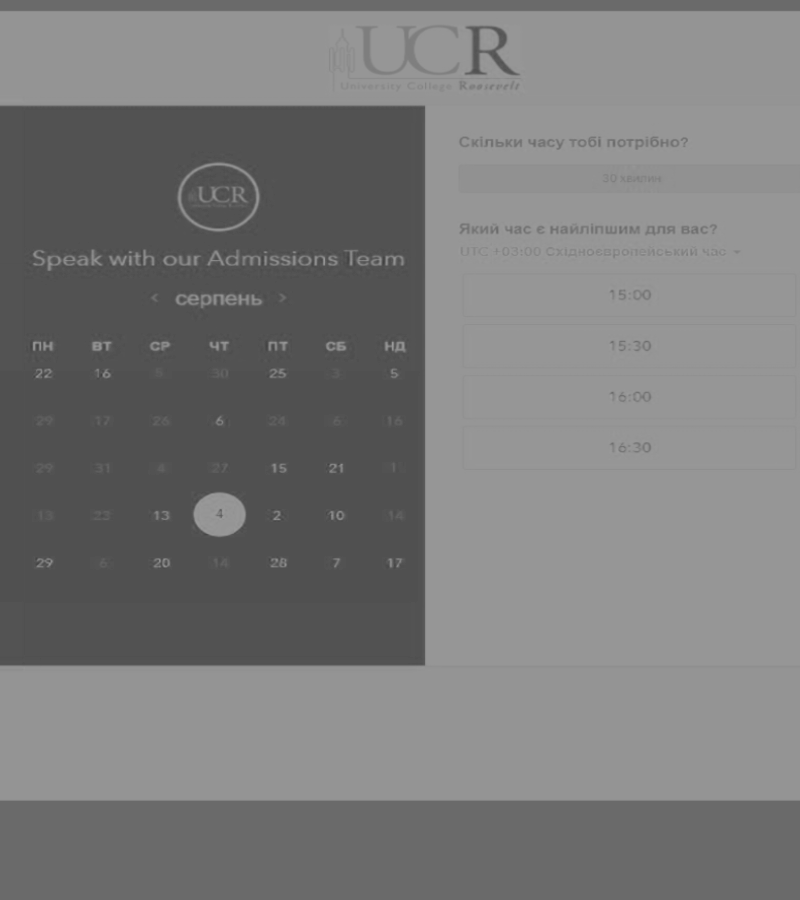 UCR
University College Roosevelt
UCR
Speak with our Admissions Team
< серпень >
ПН ВТ СР ЧТ ПТ СБ НД
22 16 5 30 25 3 5
29 17 26 6 24 6 16
29 31 4 27 15 21 1
13 23 13 4 2 10 14
29 6 20 14 28 7 17
Скільки часу тобі потрібно?
30 хвилин
Який час є найліпшим для вас?
UTC +03:00 Східноєвропейський час
15:00
15:30
16:00
16:30